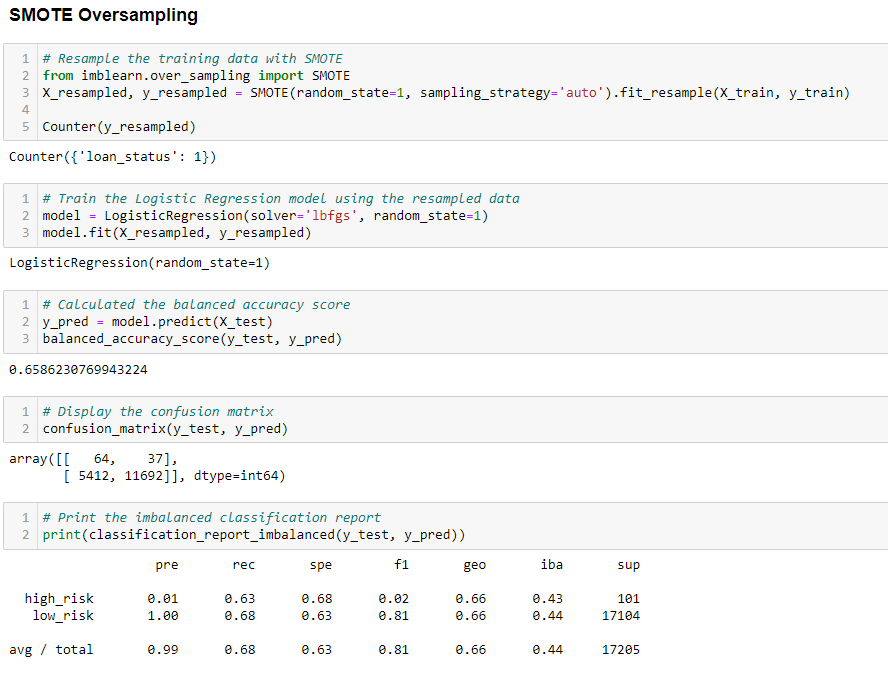 SMOTE Oversampling
1 # Resample the training data with SMOTE
2 from imblearn.over_sampling import SMOTE
3 X_resampled, y_resampled = SMOTE(random_state=1, sampling_strategy='auto').fit_resample(X_train, y_train)
4
5 Counter(y_resampled)
Counter({'loan_status': 1})
1 # Train the Logistic Regression model using the resampled data
2 model = LogisticRegression(solver='lbfgs', random_state=1)
3 model.fit(X_resampled, y_resampled)
LogisticRegression(random_state=1)
1 # Calculated the balanced accuracy score
2 y_pred = model.predict(X_test)
3 balanced_accuracy_score(y_test, y_pred)
0.6586230769943224
1 # Display the confusion matrix
2 confusion_matrix(y_test, y_pred)
array([[   64,    37],
       [ 5412, 11692]], dtype=int64)
1 # Print the imbalanced classification report
2 print(classification_report_imbalanced(y_test, y_pred))
pre rec spe f1 geo iba sup
high_risk 0.01 0.63 0.68 0.02 0.66 0.43 101
low_risk 1.00 0.68 0.63 0.81 0.66 0.44 17104
avg / total 0.99 0.68 0.63 0.81 0.66 0.44 17205